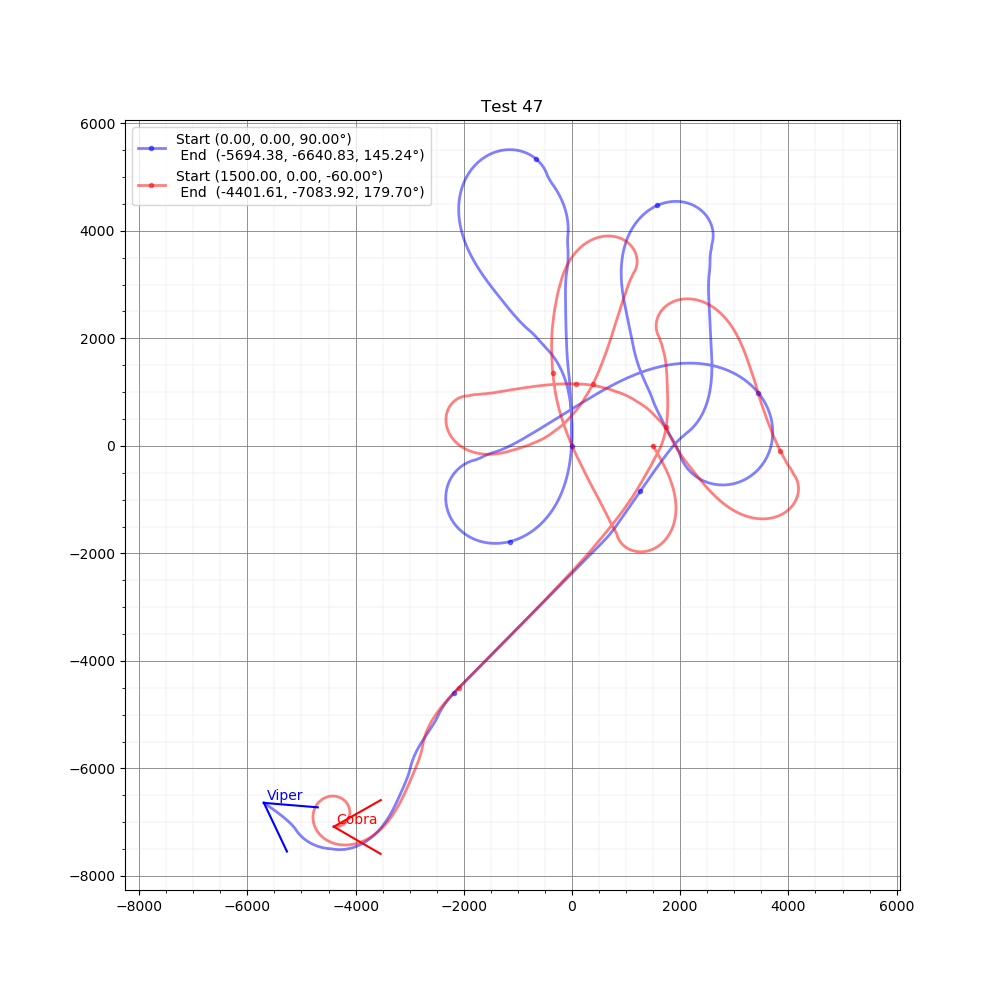 Test 47
Start (0.00, 0.00, 90.00°)
End (-5694.38, -6640.83, 145.24°)
Start (1500.00, 0.00, -60.00°)
End (-4401.61, -7083.92, 179.70°)
6000
4000
2000
0
−2000
−4000
−6000
−8000
Viper
Cobra
−8000 −6000 −4000 −2000 0 2000 4000 6000